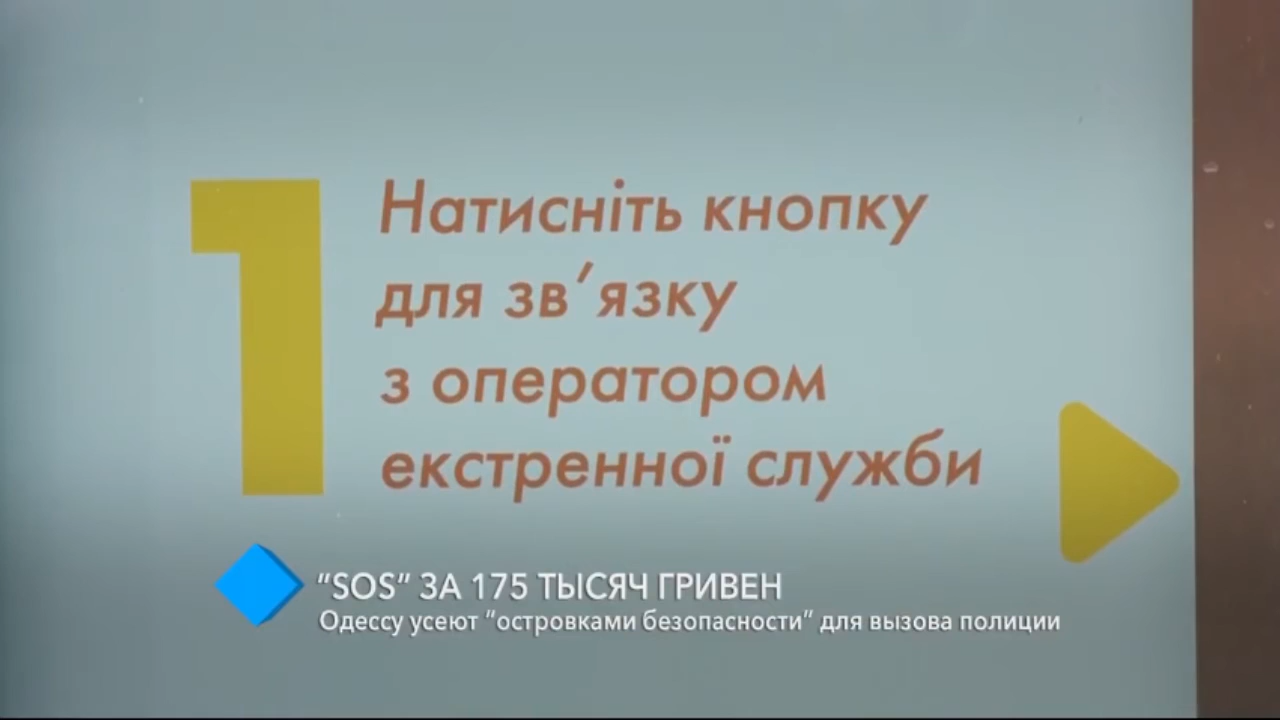 1
Натисніть кнопку
для зв’язку
з оператором
екстренної служби
“SOS” ЗА 175 ТЫСЯЧ ГРИВЕН
Одессу усеют “островками безопасности” для вызова полиции